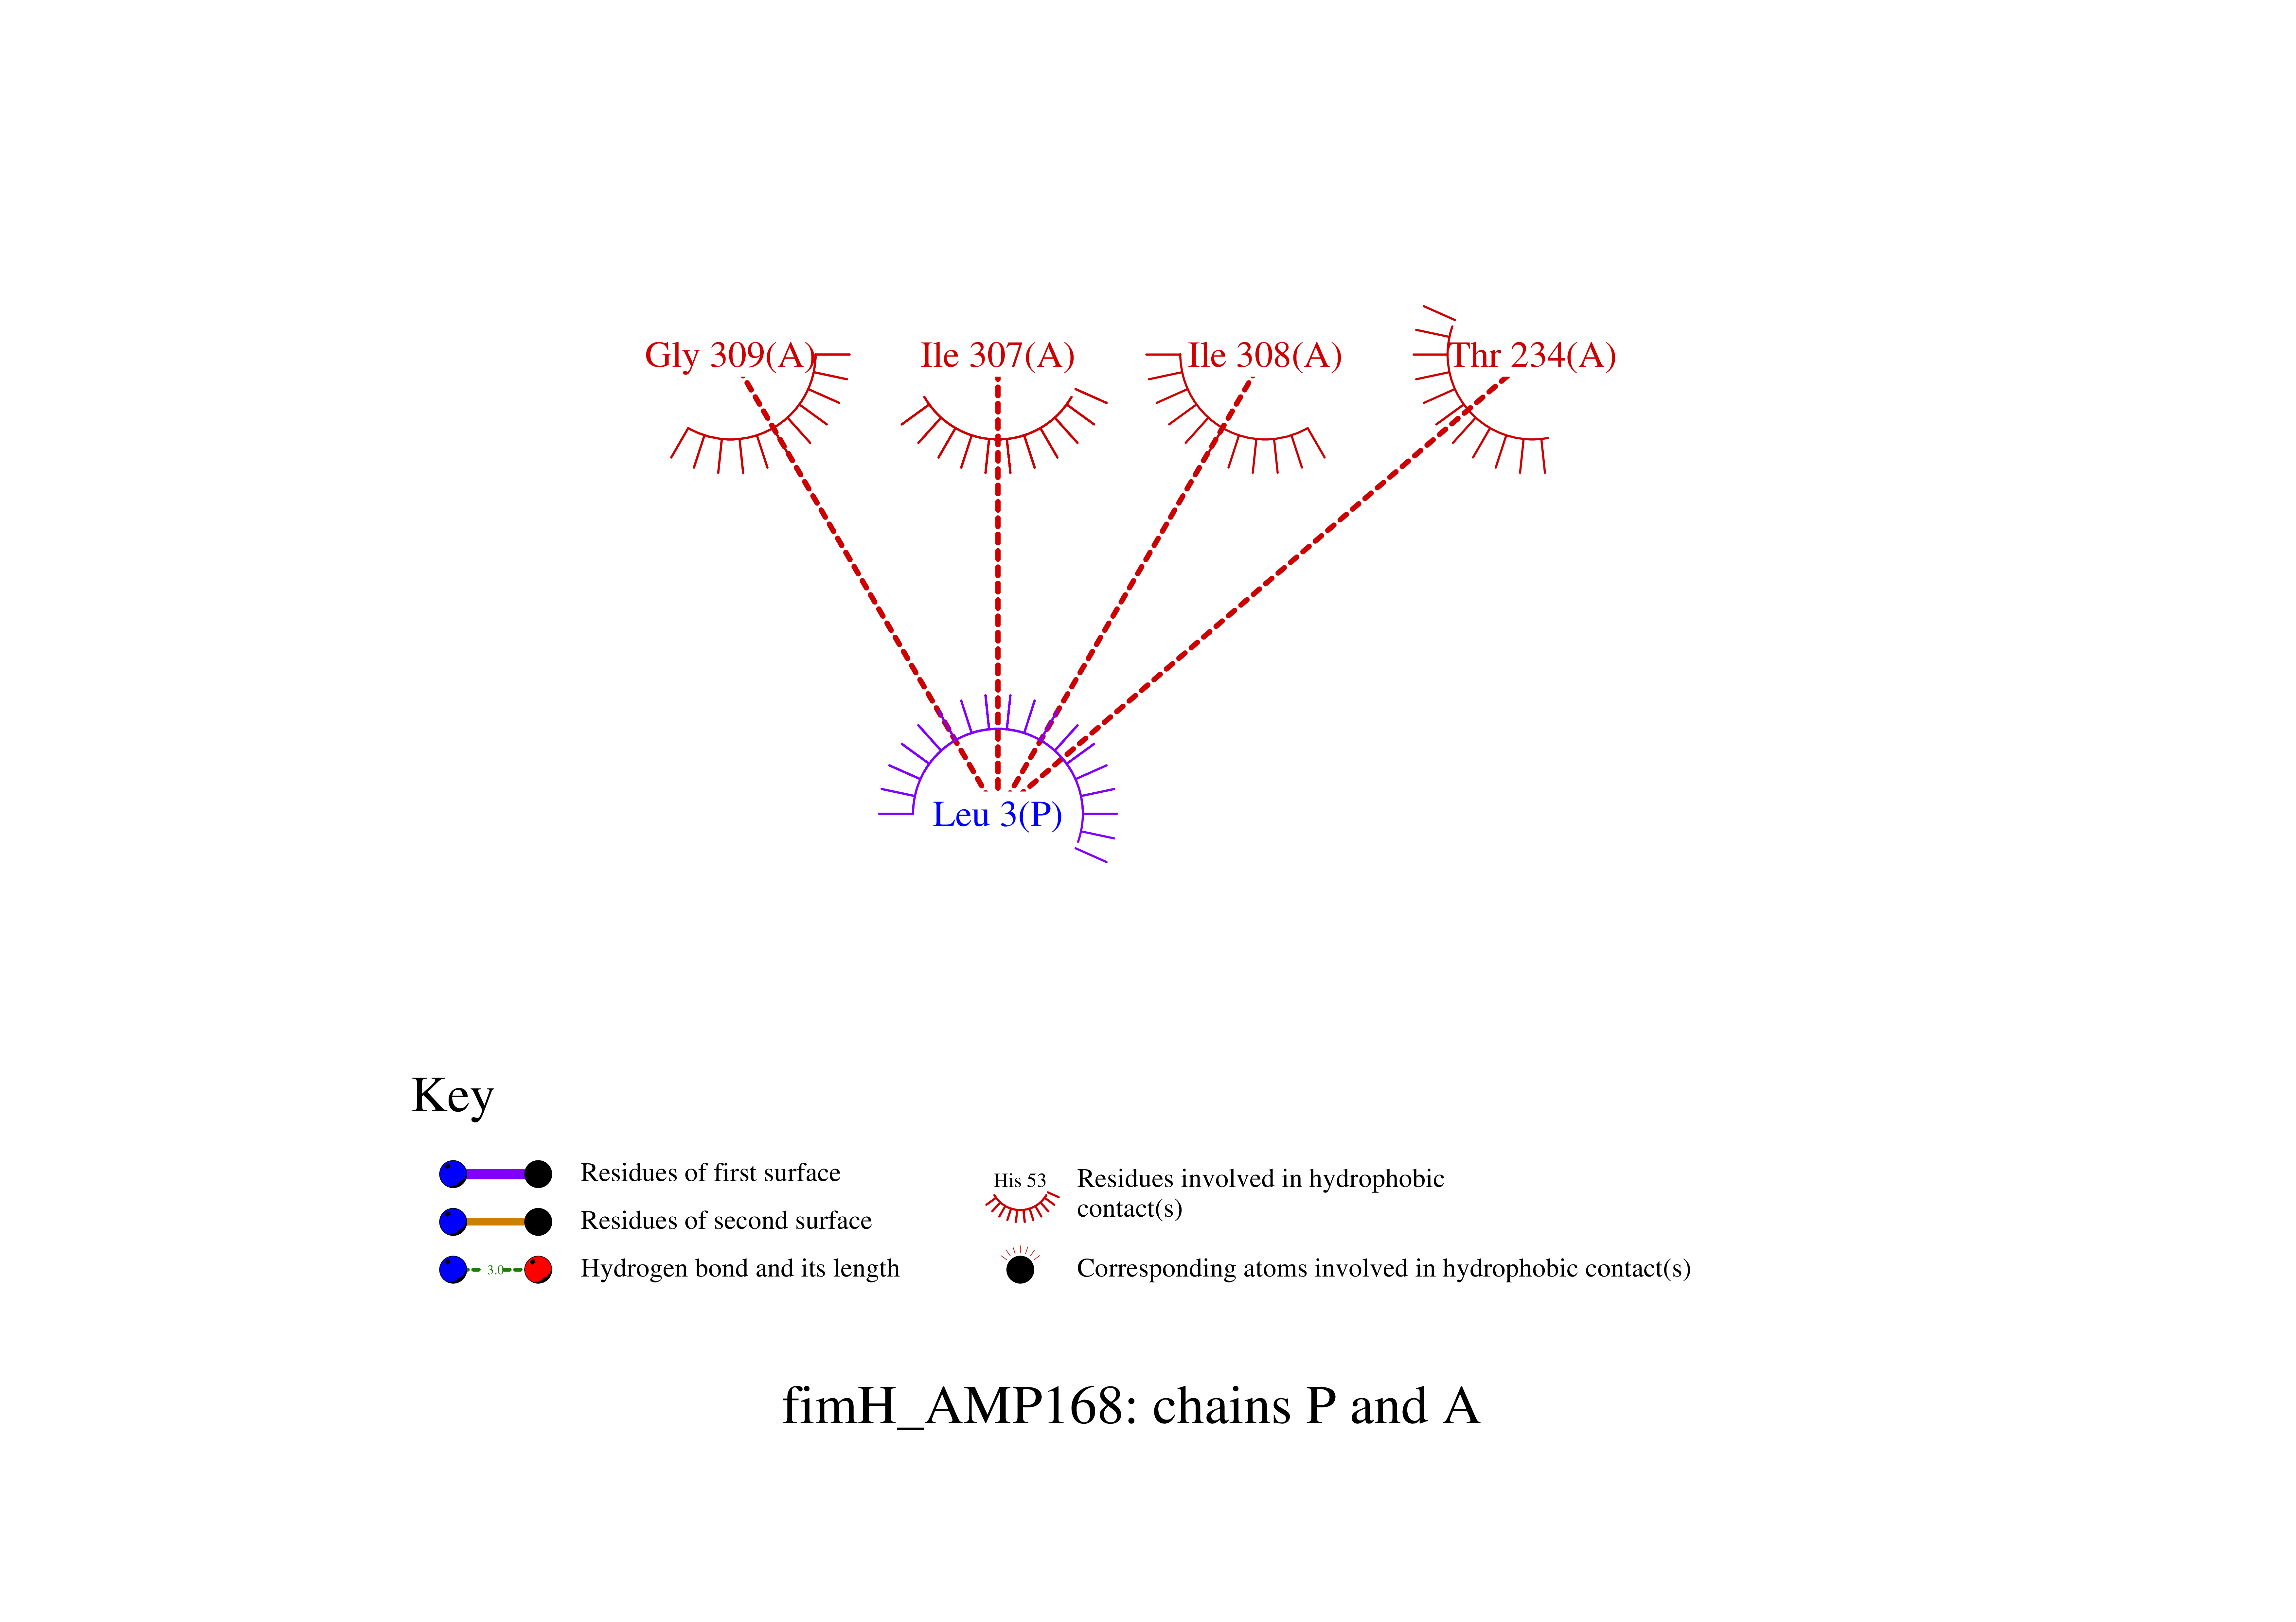 Gly 309(A) Ile 307(A) Ile 308(A) Thr 234(A)
Leu 3(P)
Key
Residues of first surface
Residues of second surface
3.0 Hydrogen bond and its length
His 53 Residues involved in hydrophobic
contact(s)
Corresponding atoms involved in hydrophobic contact(s)
fimH_AMP168: chains P and A